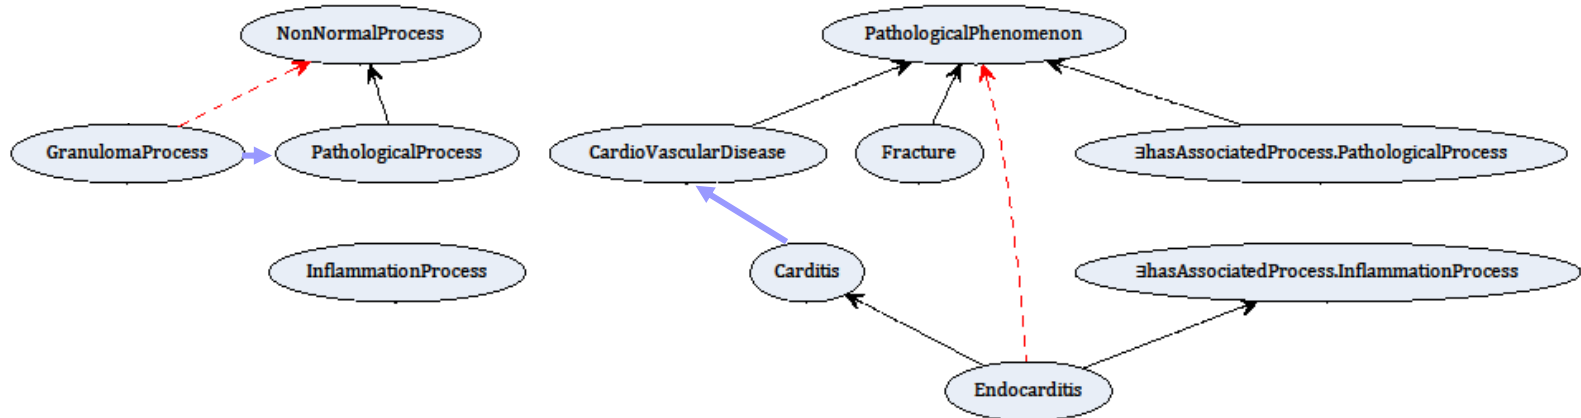 NonNormalProcess
PathologicalPhenomenon
GranulomaProcess
PathologicalProcess
CardioVascularDisease
Fracture
∃hasAssociatedProcess.PathologicalProcess
InflammationProcess
Carditis
∃hasAssociatedProcess.InflammationProcess
Endocarditis